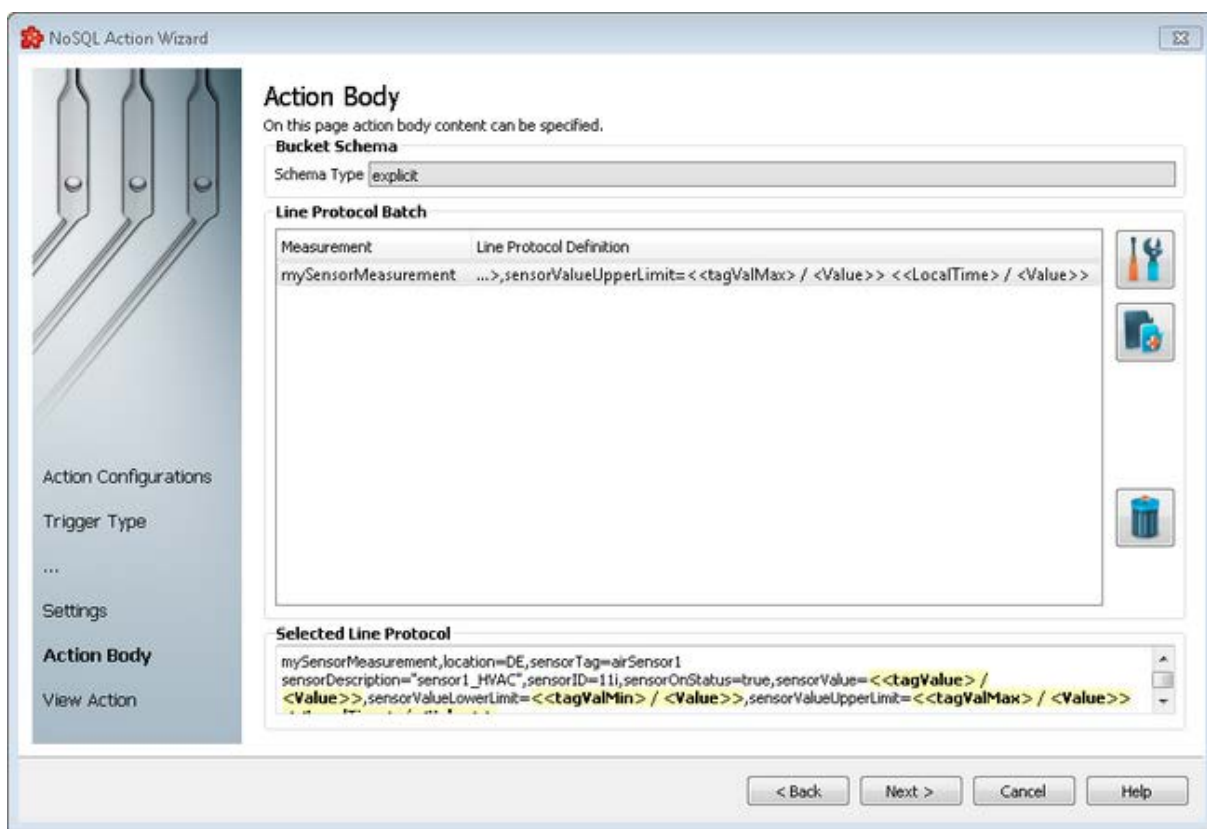 NoSQL Action Wizard
Action Body
On this page action body content can be specified.
Bucket Schema
Schema Type explicit
Line Protocol Batch
Measurement Line Protocol Definition
mySensorMeasurement ...>,sensorValueUpperLimit=<<tagValMax> / <Value>> <<LocalTime> / <Value>>
Action Configurations
Trigger Type
...
Settings
Action Body
View Action
Selected Line Protocol
mySensorMeasurement,location=DE,sensorTag=airSensor1
sensorDescription="sensor1_HVAC",sensorID=11i,sensorOnStatus=true,sensorValue=<<tagValue> /
<Value>>,sensorValueLowerLimit=<<tagValMin> / <Value>>,sensorValueUpperLimit=<<tagValMax> / <Value>>
< Back Next > Cancel Help